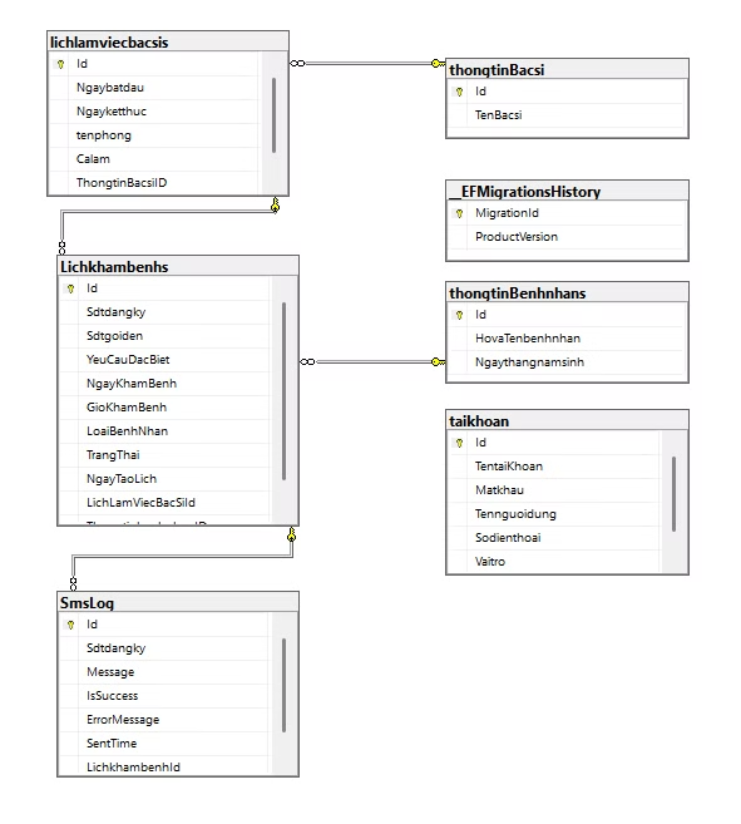 lichlamviecbacsis
Id
Ngaybatdau
Ngayketthuc
tenphong
Calam
ThongtinBacsiID
thongtinBacsi
Id
TenBacsi
__EFMigrationsHistory
MigrationId
ProductVersion
Lichkhambenhs
Id
Sdtdangky
Sdtgoiden
YeuCauDacBiet
NgayKhamBenh
GioKhamBenh
LoaiBenhNhan
TrangThai
NgayTaoLich
LichLamViecBacSiId
thongtinBenhnhans
Id
HovaTenbenhnhan
Ngaythangnamsinh
taikhoan
Id
TentaiKhoan
Matkhau
Tennguoidung
Sodienthoai
Vaitro
SmsLog
Id
Sdtdangky
Message
IsSuccess
ErrorMessage
SentTime
LichkhambenhId